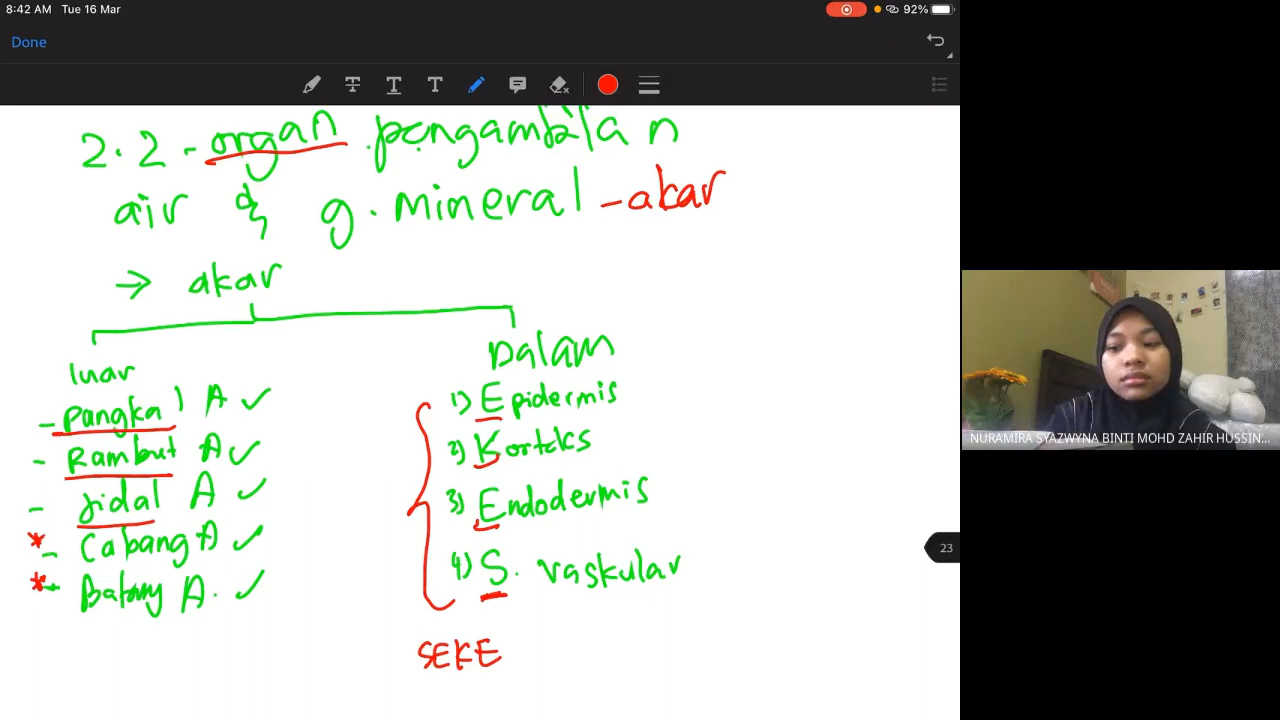 8:42 AM Tue 16 Mar
92%
Done
2.2 - organ pengambilan
air & g. mineral - akar
→ akar
luar
- Pangkal A ✓
- Rambut A ✓
- Jidal A ✓
* - Cabang A ✓
* - Batang A. ✓
Dalam
1) Epidermis
2) Korteks
3) Endodermis
4) S. vaskular
SEKE
23
NURAMIRA SYAZWYNA BINTI MOHD ZAHIR HUSSIN...